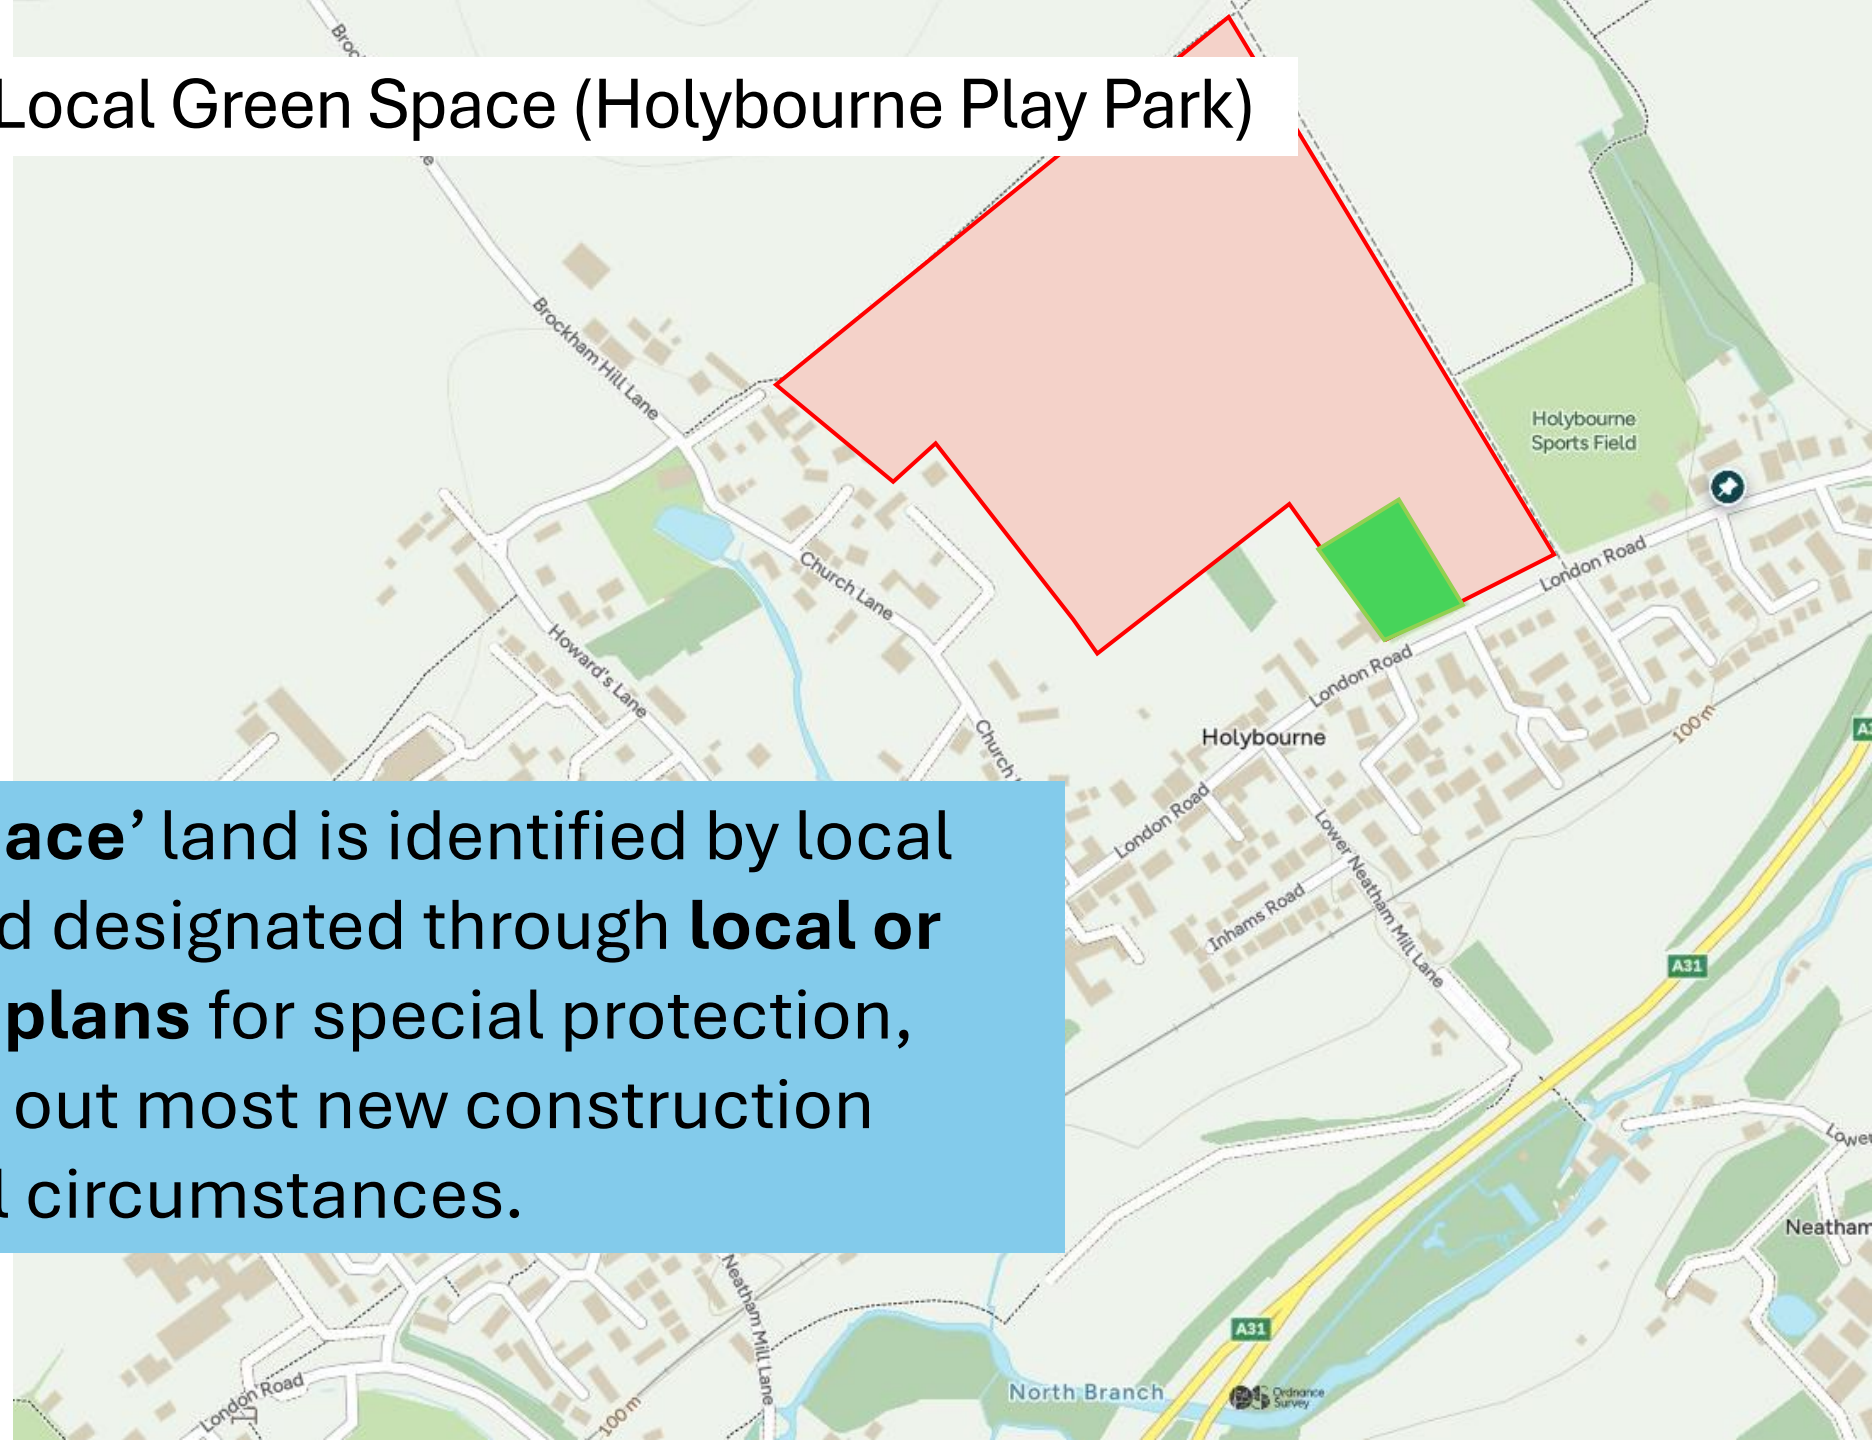 Local Green Space (Holybourne Play Park)
Brockham Hill Lane
Holybourne
Sports Field
London Road
Church Lane
Howard's Lane
London Road
Holybourne
100 m
Church
London Road
Lower Neatham Mill Lane
Inhams Road
ace’ land is identified by local
d designated through local or
plans for special protection,
out most new construction
l circumstances.
A31
Neatham
Neatham Mill Lane
A31
London Road
100 m
North Branch
Ordnance
Survey